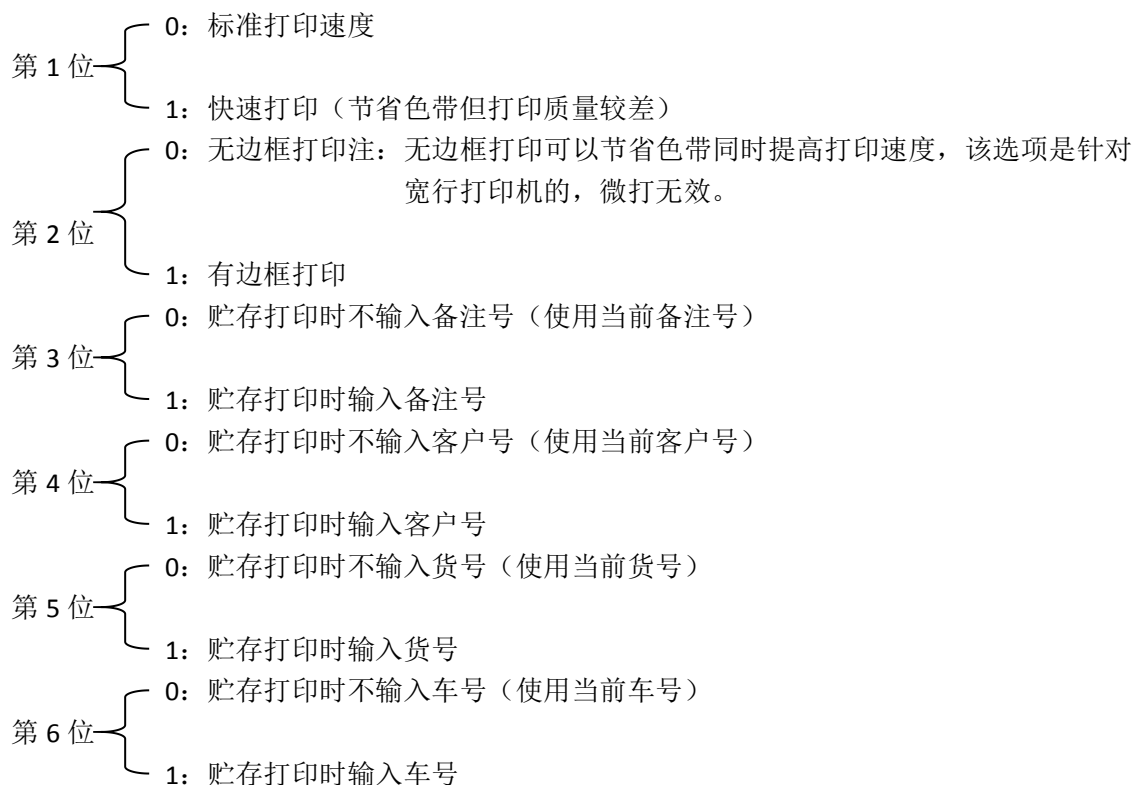 0：标准打印速度
第 1 位
1：快速打印（节省色带但打印质量较差）
0：无边框打印注：无边框打印可以节省色带同时提高打印速度，该选项是针对
宽行打印机的，微打无效。
第 2 位
1：有边框打印
0：贮存打印时不输入备注号（使用当前备注号）
第 3 位
1：贮存打印时输入备注号
0：贮存打印时不输入客户号（使用当前客户号）
第 4 位
1：贮存打印时输入客户号
0：贮存打印时不输入货号（使用当前货号）
第 5 位
1：贮存打印时输入货号
0：贮存打印时不输入车号（使用当前车号）
第 6 位
1：贮存打印时输入车号